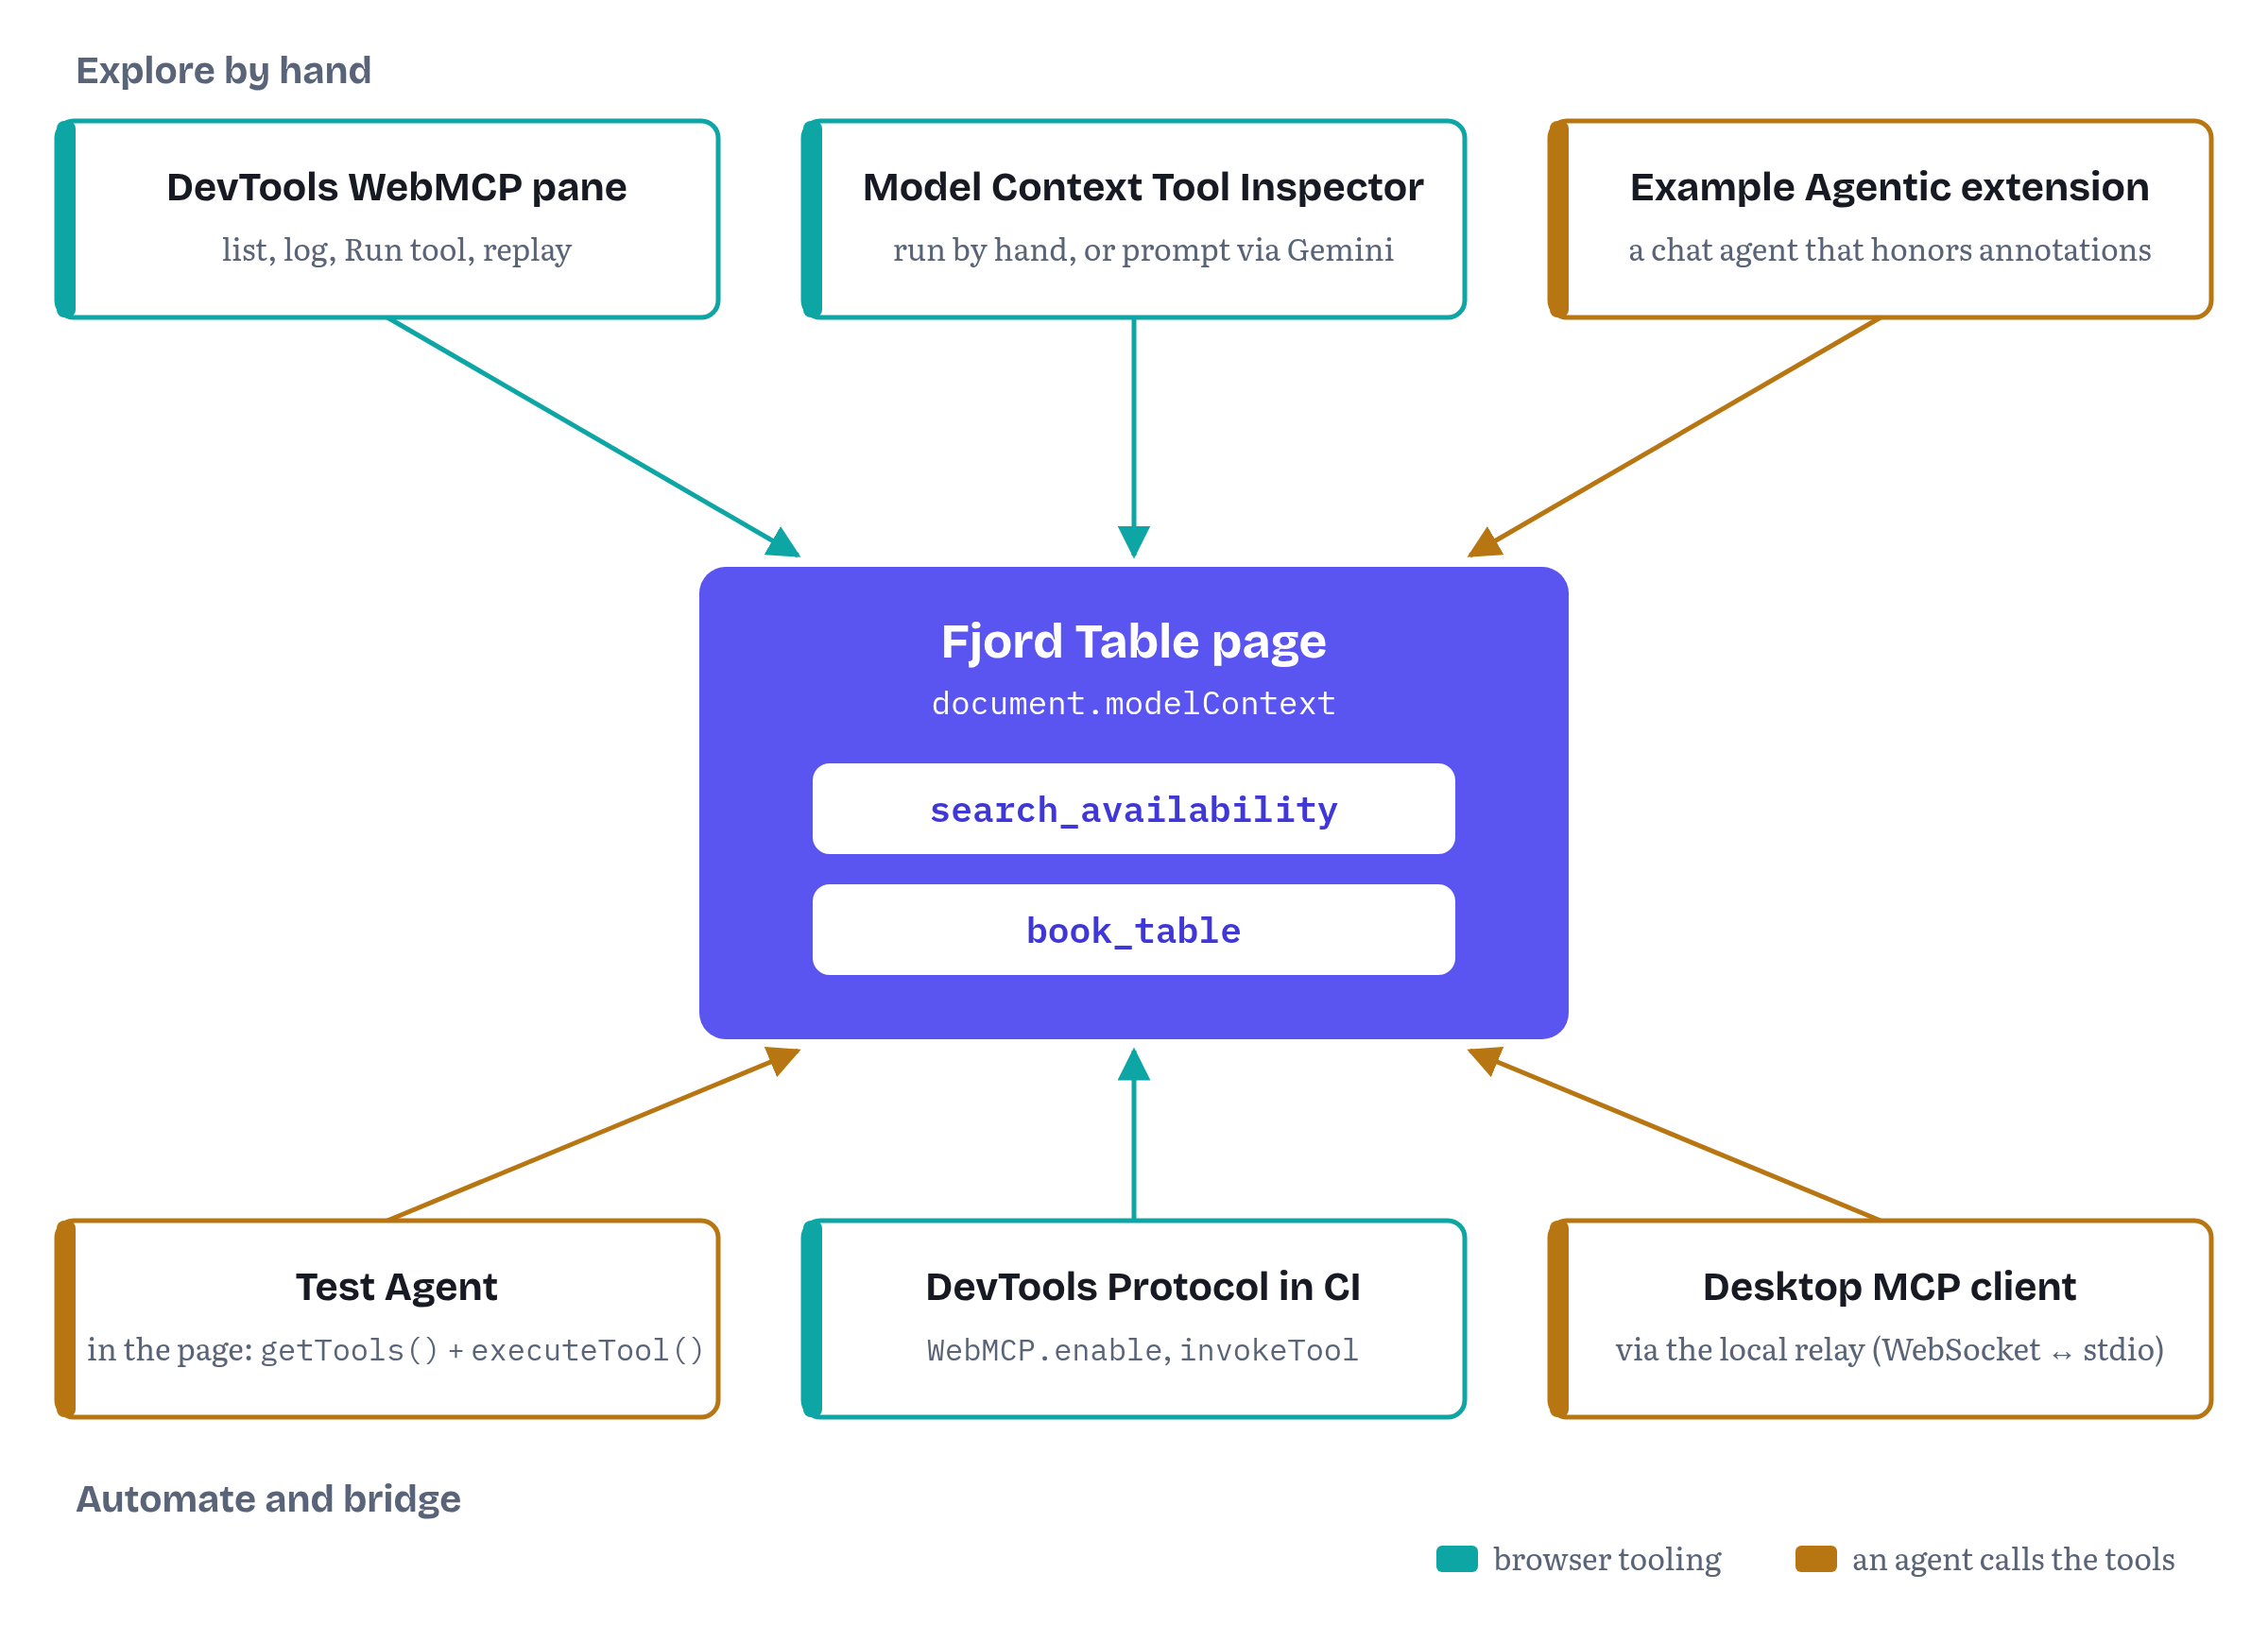 Explore by hand
DevTools WebMCP pane
list, log, Run tool, replay
Model Context Tool Inspector
run by hand, or prompt via Gemini
Example Agentic extension
a chat agent that honors annotations
Fjord Table page
document.modelContext
search_availability
book_table
Test Agent
in the page: getTools() + executeTool()
DevTools Protocol in CI
WebMCP.enable, invokeTool
Desktop MCP client
via the local relay (WebSocket ↔ stdio)
Automate and bridge
browser tooling
an agent calls the tools